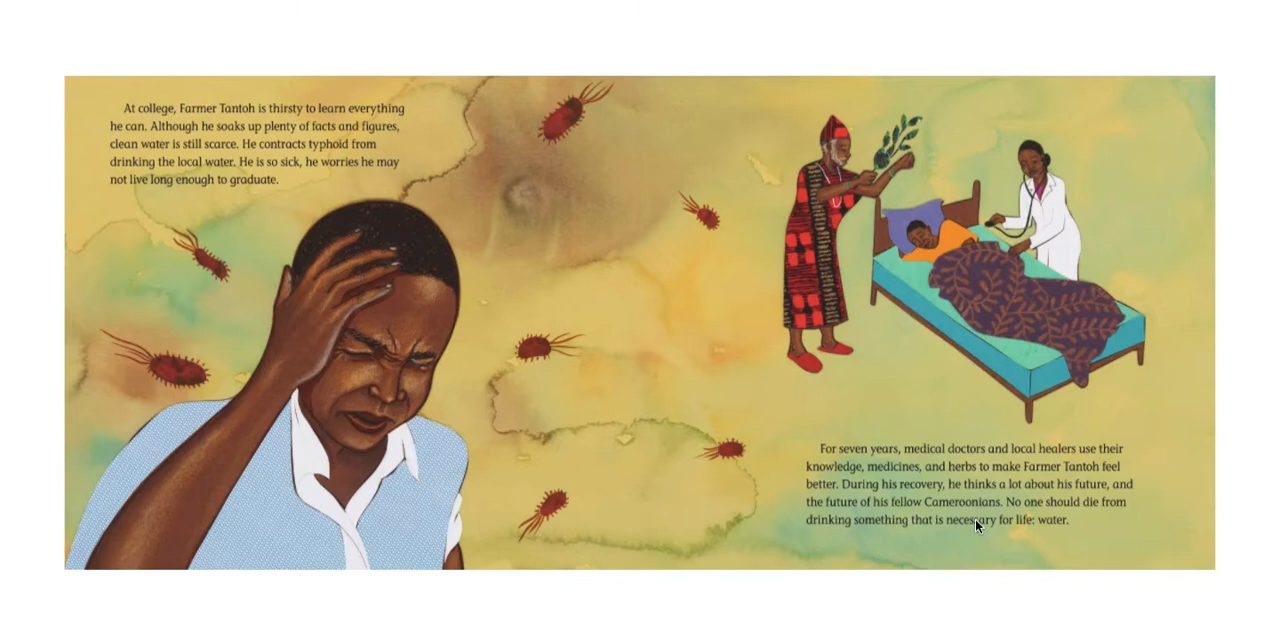 At college, Farmer Tantoh is thirsty to learn everything
he can. Although he soaks up plenty of facts and figures,
clean water is still scarce. He contracts typhoid from
drinking the local water. He is so sick, he worries he may
not live long enough to graduate.
For seven years, medical doctors and local healers use their
knowledge, medicines, and herbs to make Farmer Tantoh feel
better. During his recovery, he thinks a lot about his future, and
the future of his fellow Cameroonians. No one should die from
drinking something that is necessary for life: water.